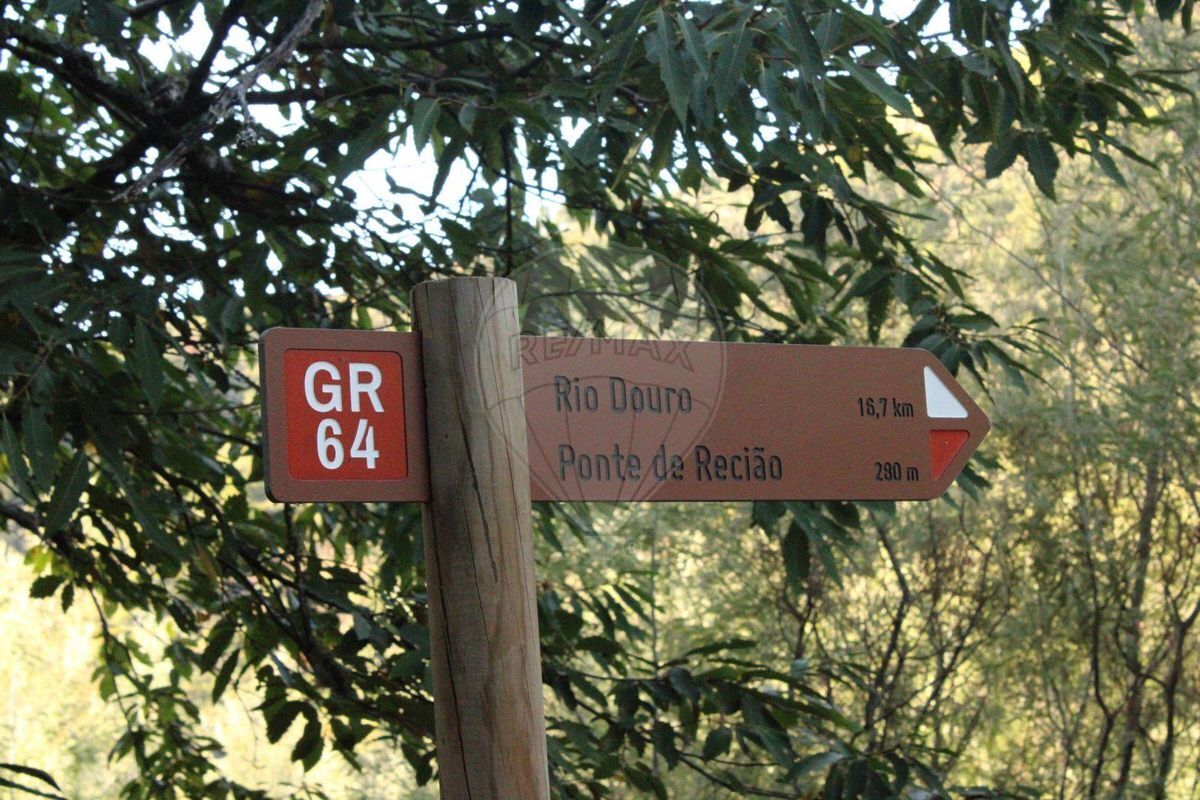 GR
64
Rio Douro 16,7 km
Ponte de Recião 280 m
RE/MAX